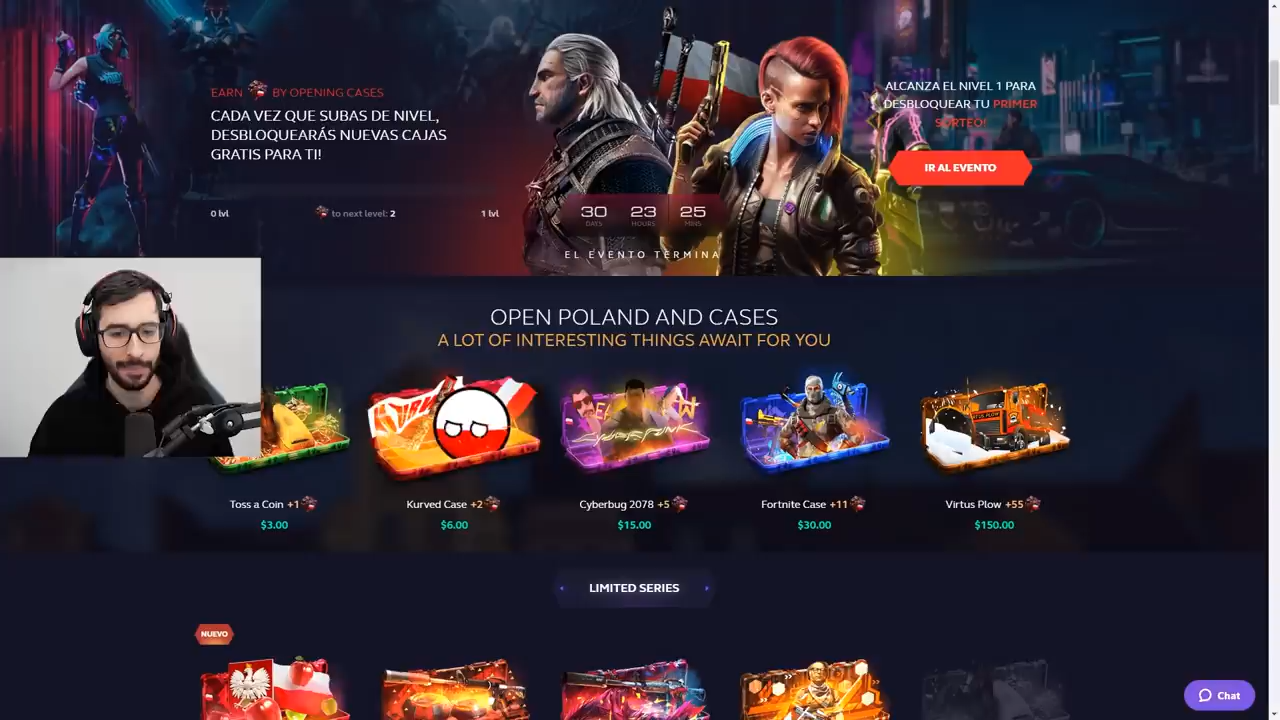 EARN BY OPENING CASES
CADA VEZ QUE SUBAS DE NIVEL,
DESBLOQUEARÁS NUEVAS CAJAS
GRATIS PARA TI!
0 lvl
to next level: 2
1 lvl
ALCANZA EL NIVEL 1 PARA
DESBLOQUEAR TU PRIMER
SORTEO!
IR AL EVENTO
30 23 25
DAYS HOURS MINS
EL EVENTO TERMINA
OPEN POLAND AND CASES
A LOT OF INTERESTING THINGS AWAIT FOR YOU
Toss a Coin +1
$3.00
Kurved Case +2
$6.00
Cyberbug 2078 +5
$15.00
Fortnite Case +11
$30.00
Virtus Plow +55
$150.00
LIMITED SERIES
NUEVO
Chat